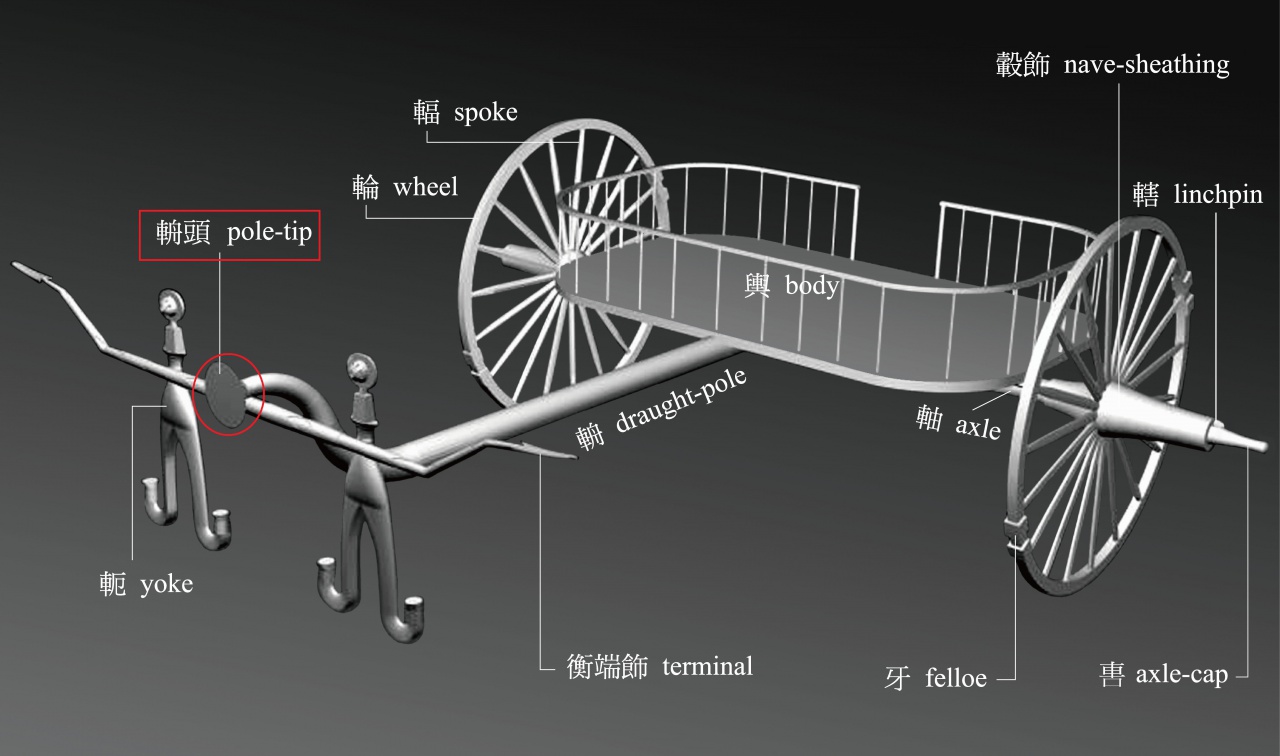 轂飾 nave-sheathing
輻 spoke
輪 wheel
轄 linchpin
輈頭 pole-tip
輿 body
輈 draught-pole
軸 axle
軛 yoke
衡端飾 terminal
牙 felloe
軎 axle-cap